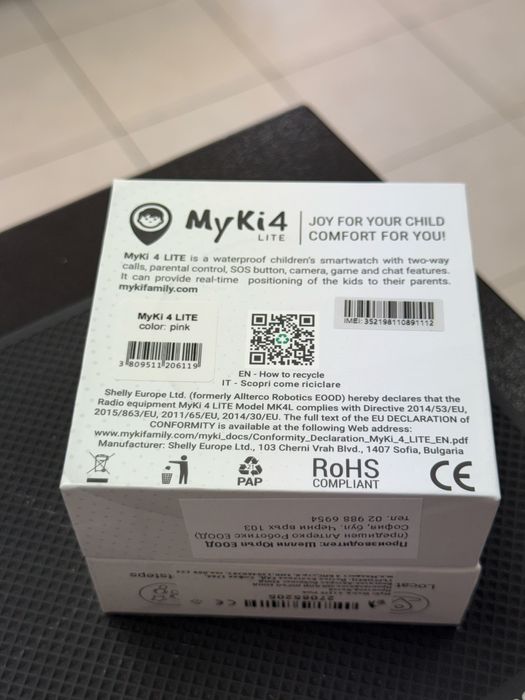 MyKi4
LITE
JOY FOR YOUR CHILD
COMFORT FOR YOU!
MyKi 4 LITE is a waterproof children's smartwatch with two-way
calls, parental control, SOS button, camera, game and chat features.
It can provide real-time positioning of the kids to their parents.
mykifamily.com
MyKi 4 LITE
color: pink
3 809511 206119
IMEI: 352198110891112
EN - How to recycle
IT - Scopri come riciclare
Shelly Europe Ltd. (formerly Allterco Robotics EOOD) hereby declares that the
Radio equipment MyKi 4 LITE Model MK4L complies with Directive 2014/53/EU,
2015/863/EU, 2011/65/EU, 2014/30/EU. The full text of the EU DECLARATION of
CONFORMITY is available at the following Web address:
www.mykifamily.com/myki_docs/Conformity_Declaration_MyKi_4_LITE_EN.pdf
Manufacturer: Shelly Europe Ltd., 103 Cherni Vrah Blvd., 1407 Sofia, Bulgaria
PAP
RoHS
COMPLIANT
CE
Производител: Шелли Юръп ЕООД
(предишен Алтерко Роботикс ЕООД)
София, бул. Черни връх 103
тел. 02 988 6954
27085205
Locat
4steps